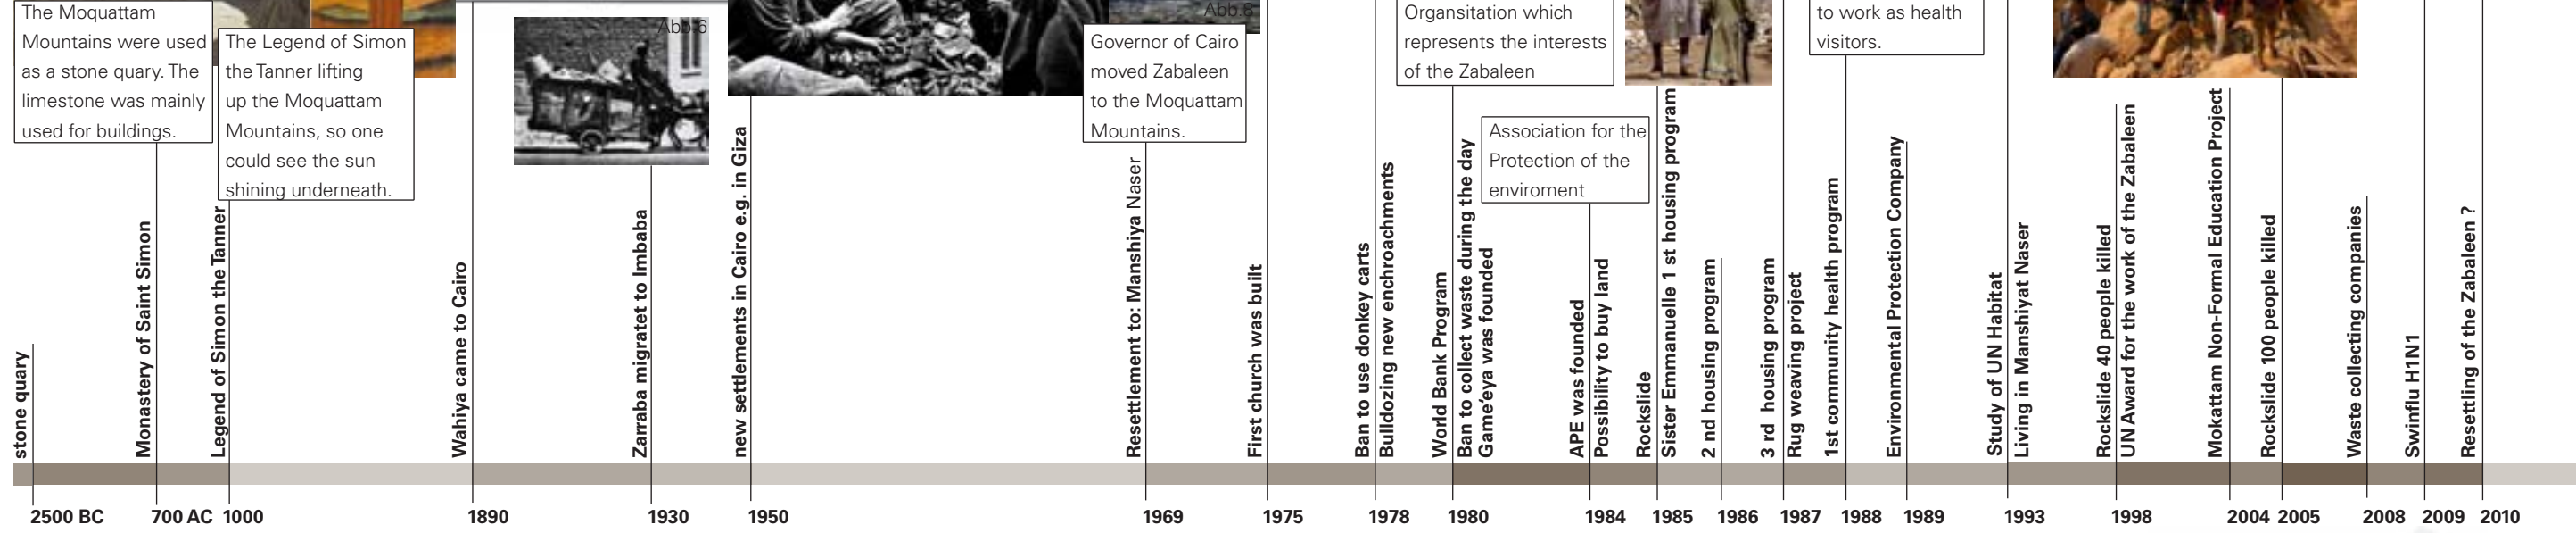 The Moquattam
Mountains were used
as a stone quary. The
limestone was mainly
used for buildings.
The Legend of Simon
the Tanner lifting
up the Moquattam
Mountains, so one
could see the sun
shining underneath.
Abb.6
Abb.8
Governor of Cairo
moved Zabaleen
to the Moquattam
Mountains.
Organsitation which
represents the interests
of the Zabaleen
Association for the
Protection of the
enviroment
to work as health
visitors.
stone quary
Monastery of Saint Simon
Legend of Simon the Tanner
Wahiya came to Cairo
Zarraba migratet to Imbaba
new settlements in Cairo e.g. in Giza
Resettlement to: Manshiya Naser
First church was built
Ban to use donkey carts
Bulldozing new enchroachments
World Bank Program
Ban to collect waste during the day
Game'eya was founded
APE was founded
Possibility to buy land
Rockslide
Sister Emmanuelle 1 st housing program
2 nd housing program
3 rd housing program
Rug weaving project
1st community health program
Environmental Protection Company
Study of UN Habitat
Living in Manshiyat Naser
Rockslide 40 people killed
UN Award for the work of the Zabaleen
Mokattam Non-Formal Education Project
Rockslide 100 people killed
Waste collecting companies
Swinflu H1N1
Resettling of the Zabaleen ?
2500 BC
700 AC
1000
1890
1930
1950
1969
1975
1978
1980
1984
1985
1986
1987
1988
1989
1993
1998
2004
2005
2008
2009
2010